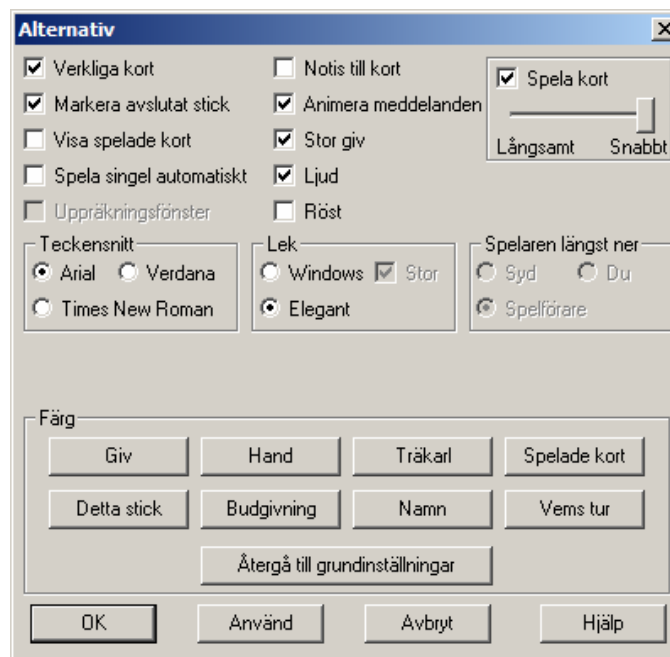 Alternativ
Verkliga kort
Markera avslutat stick
Visa spelade kort
Spela singel automatiskt
Uppräkningsfönster
Notis till kort
Animera meddelanden
Stor giv
Ljud
Röst
Spela kort
Långsamt Snabbt
Teckensnitt
Arial Verdana
Times New Roman
Lek
Windows Stor
Elegant
Spelaren längst ner
Syd Du
Spelförare
Färg
Giv Hand Träkarl Spelade kort
Detta stick Budgivning Namn Vems tur
Återgå till grundinställningar
OK Använd Avbryt Hjälp